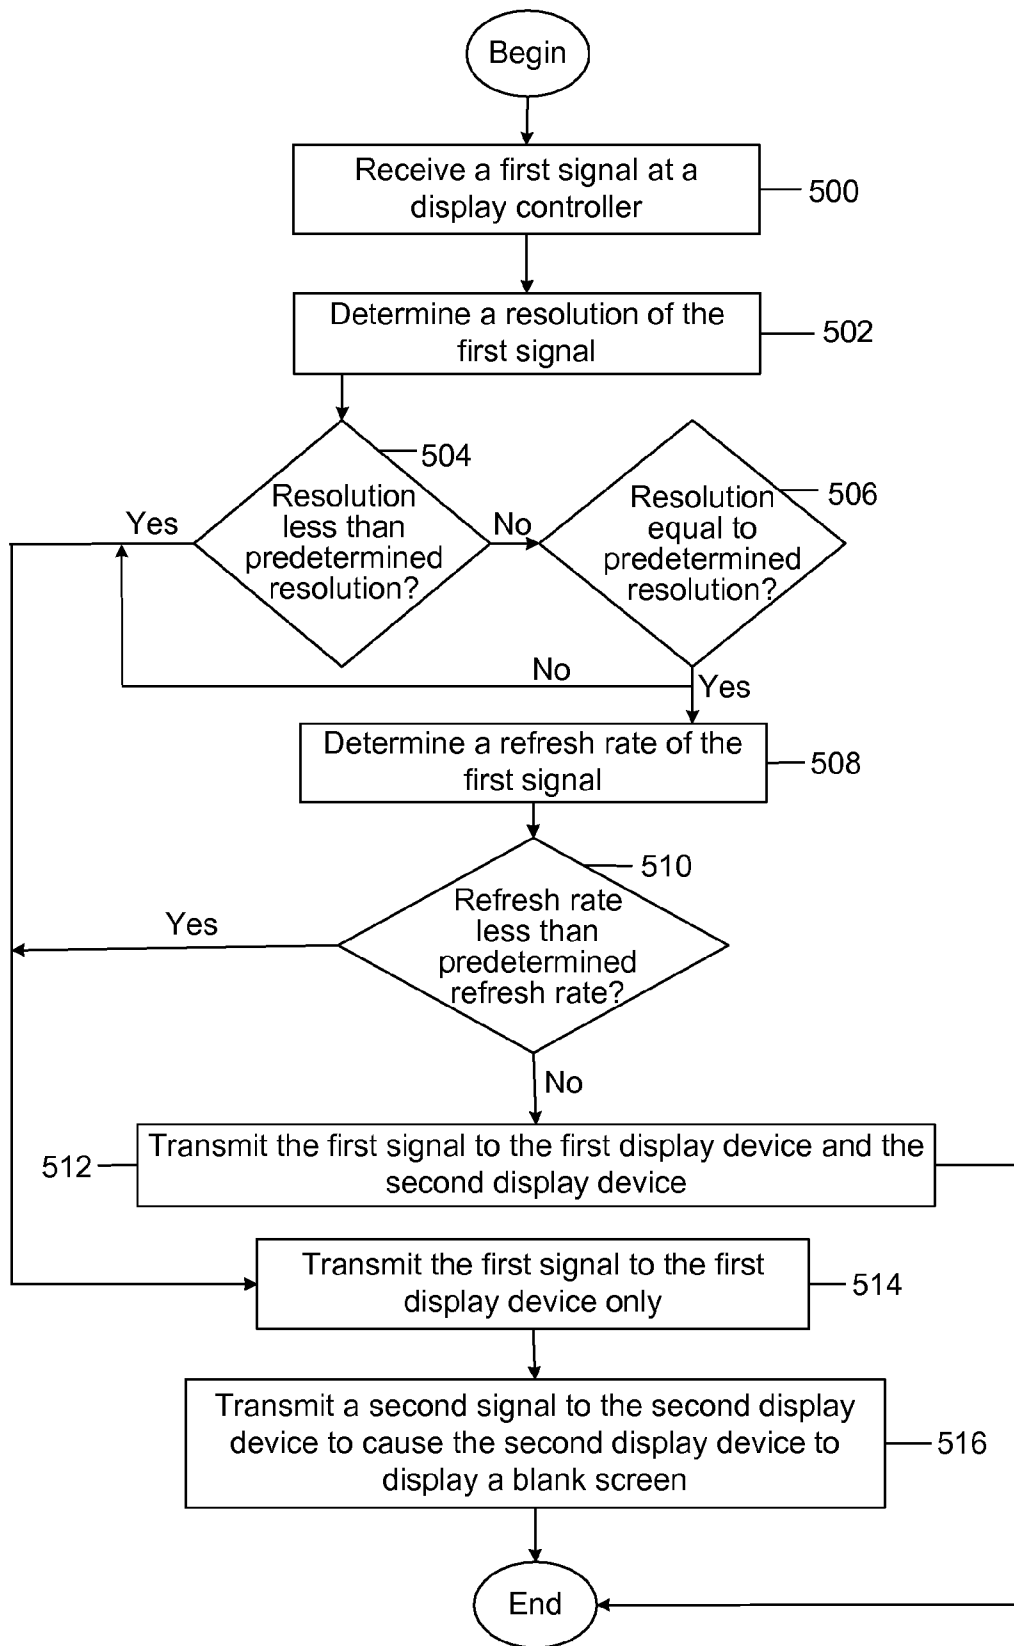 Begin
Receive a first signal at a
display controller
500
Determine a resolution of the
first signal
502
504
Resolution
less than
predetermined
resolution?
Yes
No
506
Resolution
equal to
predetermined
resolution?
No
Yes
Determine a refresh rate of the
first signal
508
510
Refresh rate
less than
predetermined
refresh rate?
Yes
No
512
Transmit the first signal to the first display device and the
second display device
Transmit the first signal to the first
display device only
514
Transmit a second signal to the second display
device to cause the second display device to
display a blank screen
516
End